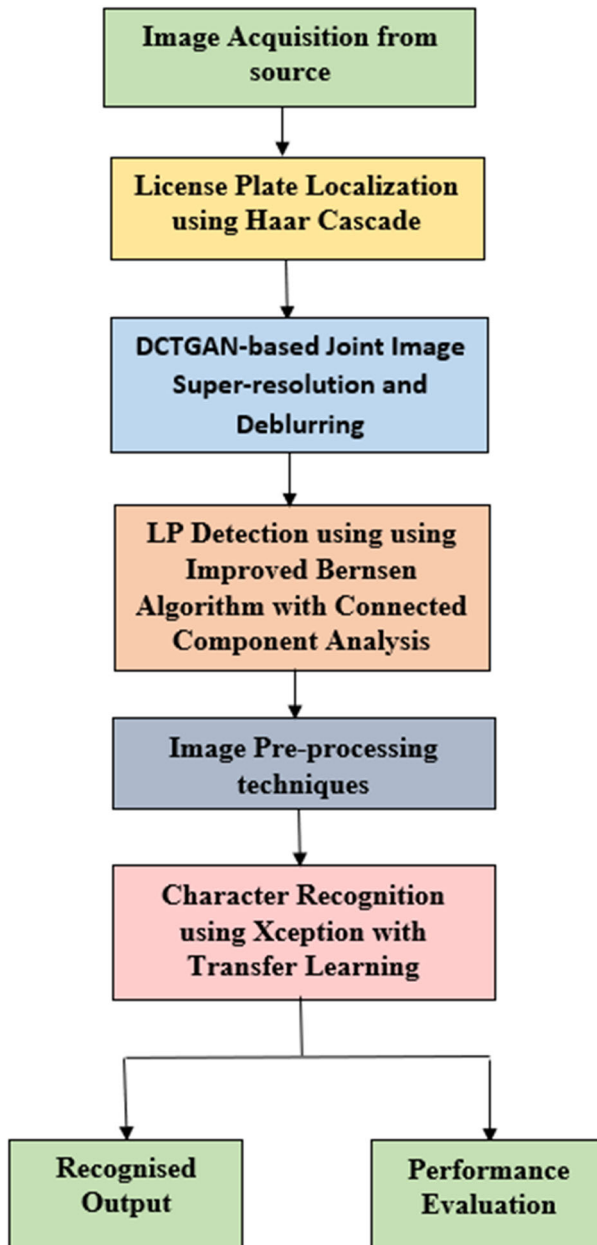 Image Acquisition from
source
License Plate Localization
using Haar Cascade
DCTGAN-based Joint Image
Super-resolution and
Deblurring
LP Detection using using
Improved Bernsen
Algorithm with Connected
Component Analysis
Image Pre-processing
techniques
Character Recognition
using Xception with
Transfer Learning
Recognised
Output
Performance
Evaluation